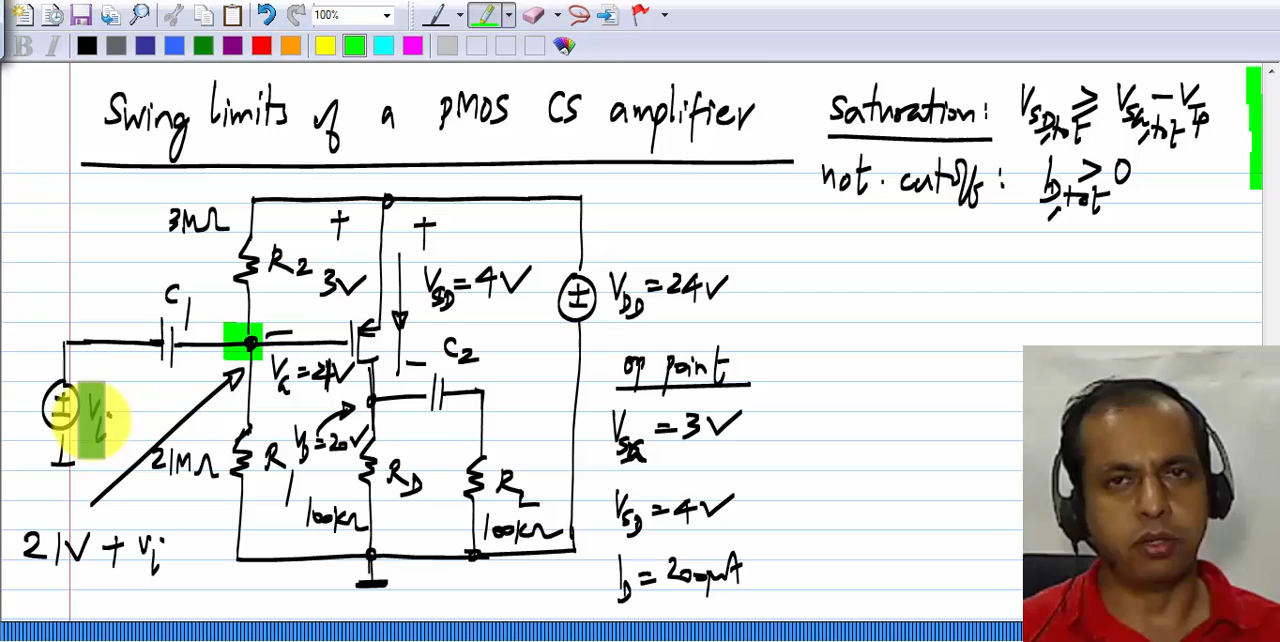 100%
B I
Swing limits of a pMOS CS amplifier
Saturation: V_SD,tot ≥ V_SG,tot - V_Tp
not cutoff: I_D,tot > 0
3MΩ
R2
+
+
3V
V_SD = 4V
V_DD = 24V
C1
−
V_G = 21V
−
C2
op point
V_SG = 3V
v_i
V_D = 20V
21MΩ
R1
R_D
R_L
100kΩ
100kΩ
V_SD = 4V
21V + v_i
I_D = 200μA